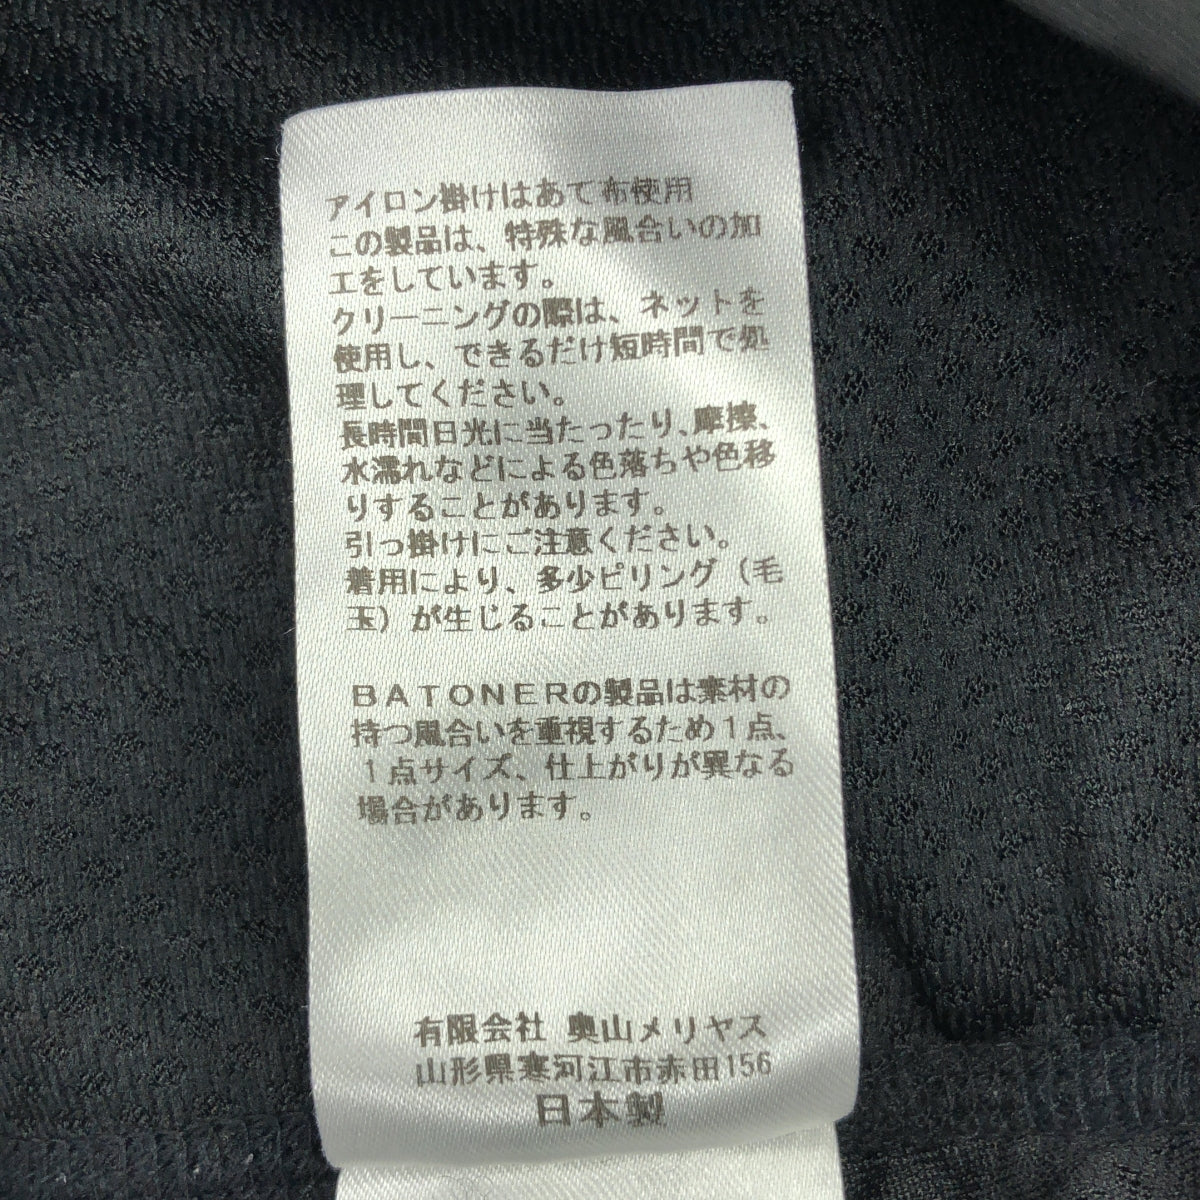 アイロン掛けはあて布使用
この製品は、特殊な風合いの加
工をしています。
クリーニングの際は、ネットを
使用し、できるだけ短時間で処
理してください。
長時間日光に当たったり、摩擦、
水濡れなどによる色落ちや色移
りすることがあります。
引っ掛けにご注意ください。
着用により、多少ピリング（毛
玉）が生じることがあります。
BATONERの製品は素材の
持つ風合いを重視するため1点、
1点サイズ、仕上がりが異なる
場合があります。
有限会社 奥山メリヤス
山形県寒河江市赤田156
日本製